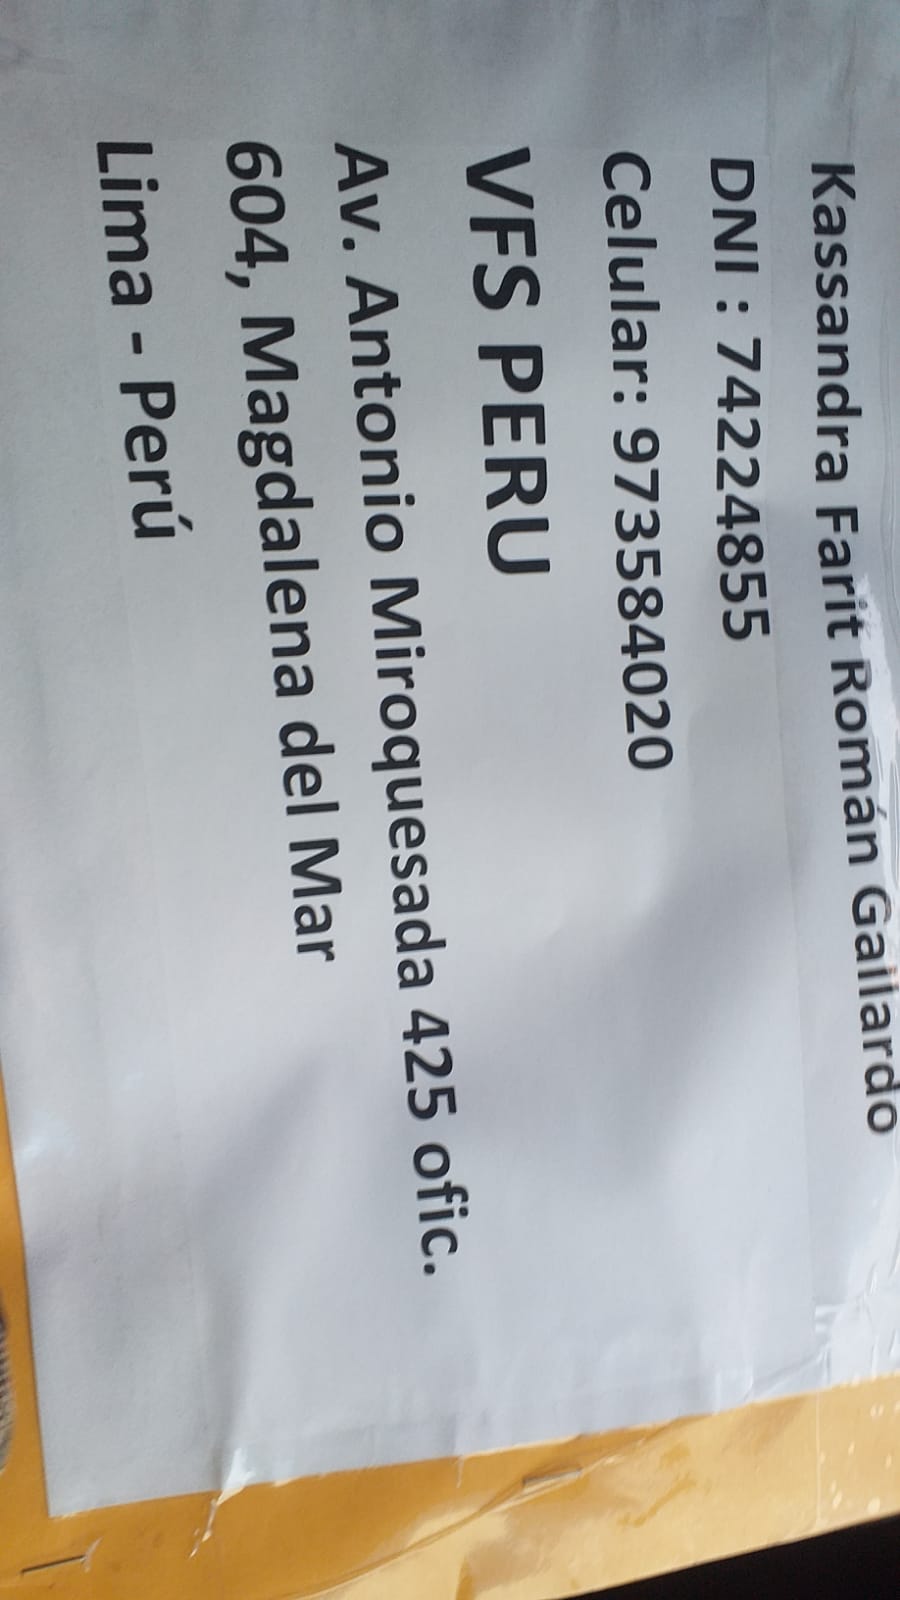 Kassandra Farit Román Gallardo
DNI : 74224855
Celular: 973584020
VFS PERU
Av. Antonio Miroquesada 425 ofic.
604, Magdalena del Mar
Lima - Perú